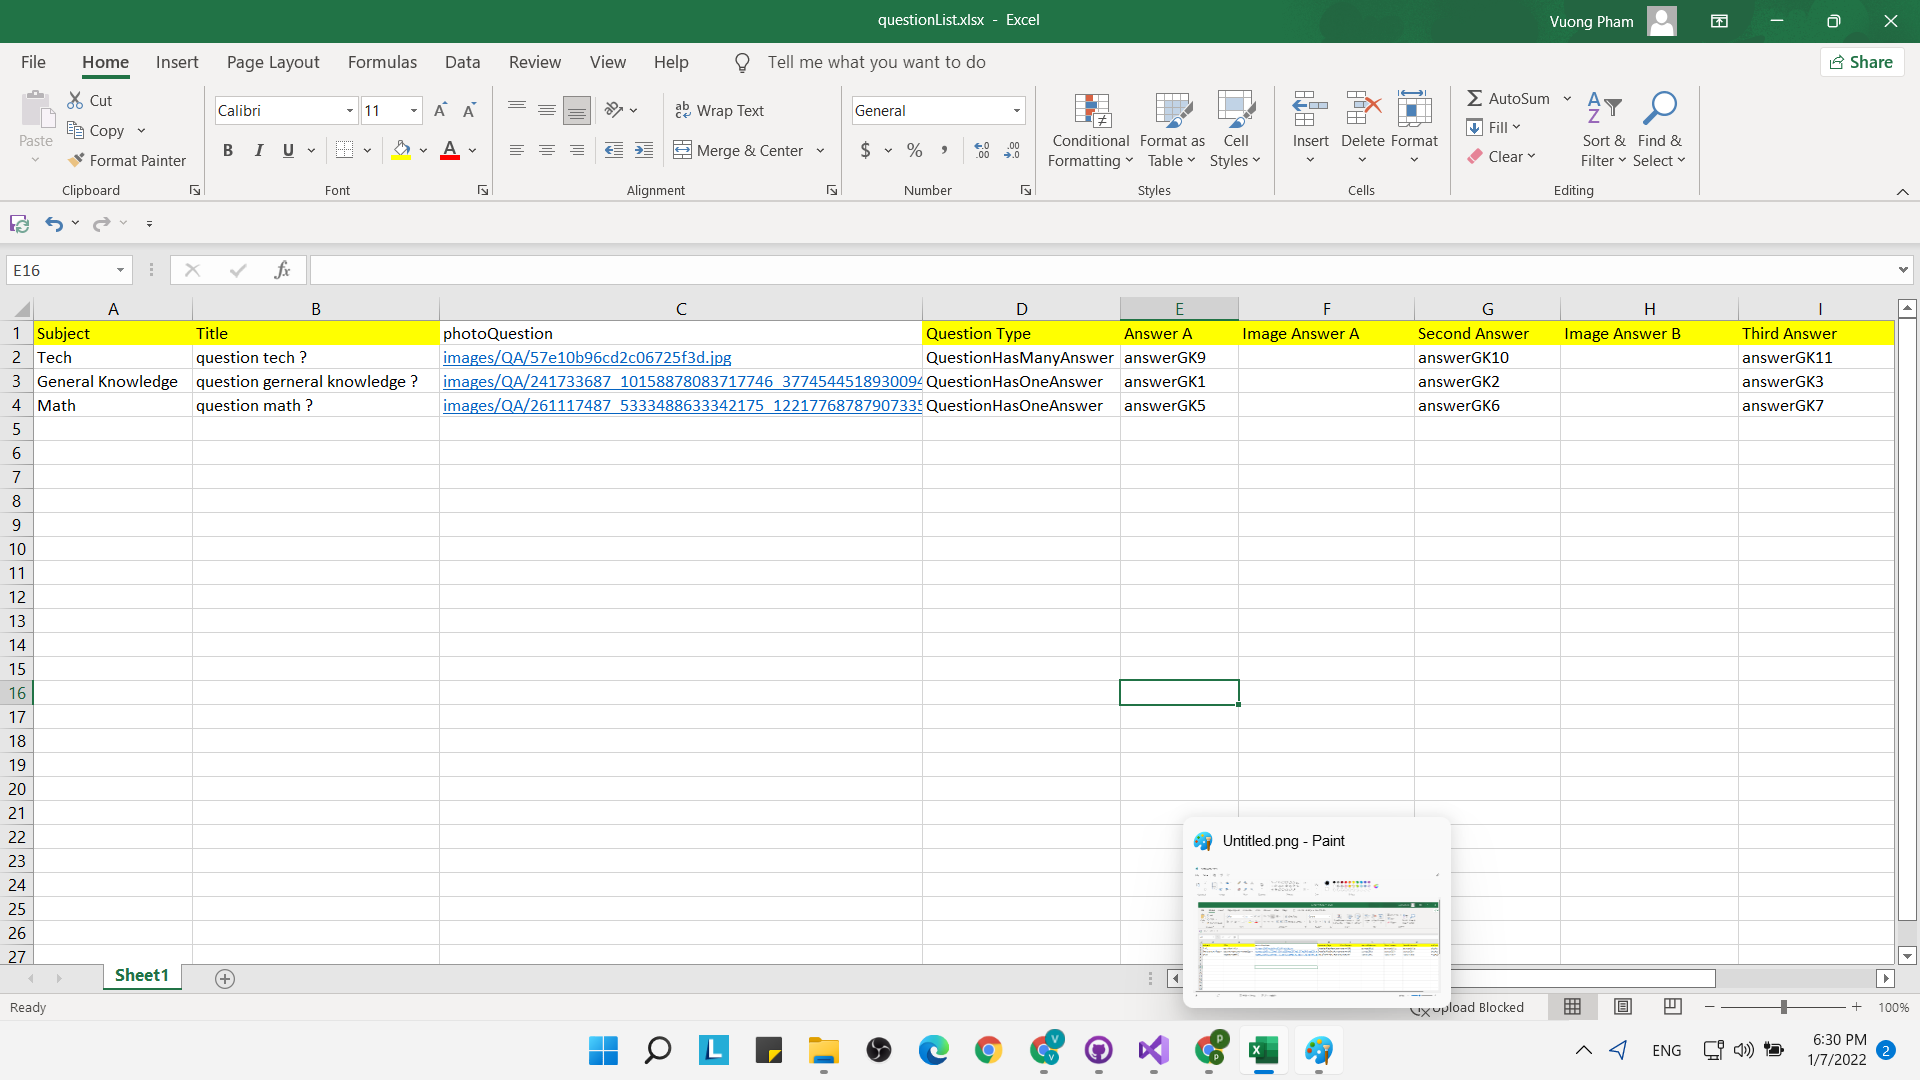 questionList.xlsx - Excel
Vuong Pham
File Home Insert Page Layout Formulas Data Review View Help Tell me what you want to do Share
Paste
Cut
Copy
Format Painter
Clipboard
Calibri 11
B I U
Font
Wrap Text
Merge & Center
Alignment
General
$ % ,
Number
Conditional Formatting
Format as Table
Cell Styles
Styles
Insert Delete Format
Cells
AutoSum
Fill
Clear
Sort & Filter
Find & Select
Editing
E16
fx
A B C D E F G H I
1 Subject Title photoQuestion Question Type Answer A Image Answer A Second Answer Image Answer B Third Answer
2 Tech question tech ? images/QA/57e10b96cd2c06725f3d.jpg QuestionHasManyAnswer answerGK9 answerGK10 answerGK11
3 General Knowledge question gerneral knowledge ? images/QA/241733687_10158878083717746_3774544518930094 QuestionHasOneAnswer answerGK1 answerGK2 answerGK3
4 Math question math ? images/QA/261117487_5333488633342175_12217768787907335 QuestionHasOneAnswer answerGK5 answerGK6 answerGK7
5
6
7
8
9
10
11
12
13
14
15
16
17
18
19
20
21
22
23
24
25
26
27
Untitled.png - Paint
Sheet1
Ready
Upload Blocked
100%
ENG
6:30 PM
1/7/2022
2